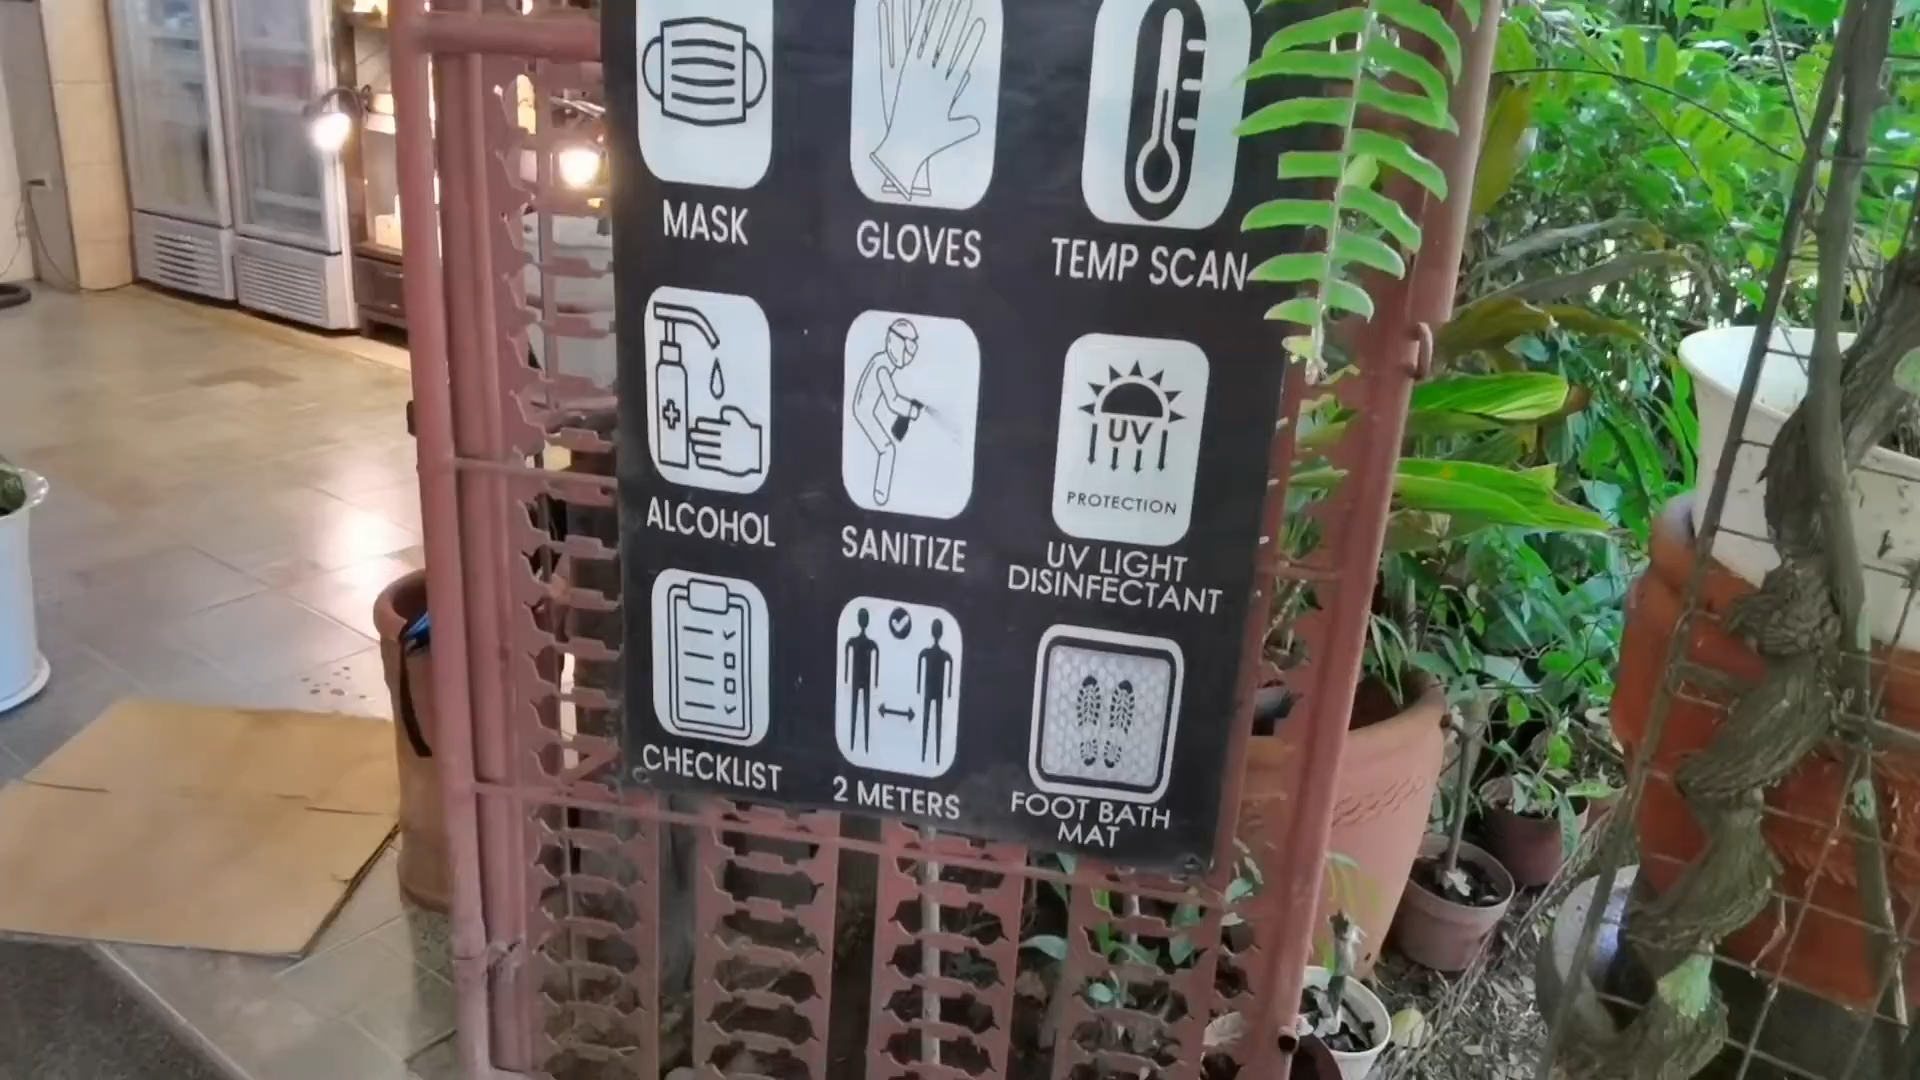 MASK
GLOVES
TEMP SCAN
ALCOHOL
SANITIZE
UV
PROTECTION
UV LIGHT
DISINFECTANT
CHECKLIST
2 METERS
FOOT BATH
MAT